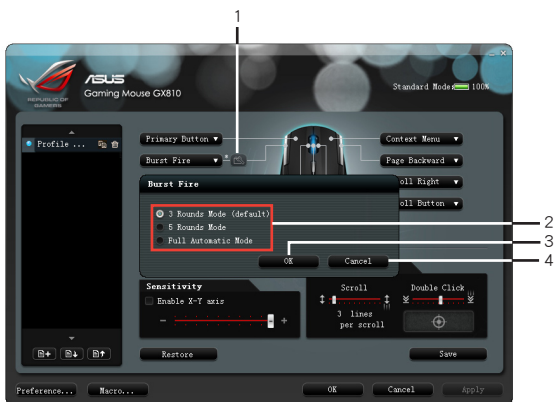 1
REPUBLIC OF
GAMERS
ASUS
Gaming Mouse GX810
Standard Mode: 100%
Profile ...
Primary Button
Context Menu
Burst Fire
Page Backward
Burst Fire
oll Right
3 Rounds Mode (default)
oll Button
5 Rounds Mode
2
Full Automatic Mode
3
OK
Cancel
4
Sensitivity
Enable X-Y axis
- +
Scroll
Double Click
3 lines
per scroll
Restore
Save
Preference...
Macro...
OK
Cancel
Apply